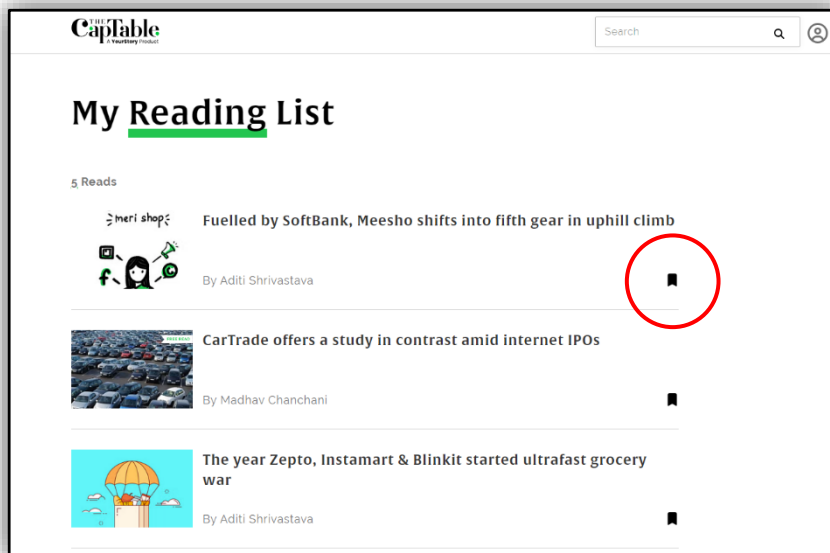 THE
CapTable
A YourStory Product
Search
My Reading List
5 Reads
meri shop
Fuelled by SoftBank, Meesho shifts into fifth gear in uphill climb
By Aditi Shrivastava
FREE READ
CarTrade offers a study in contrast amid internet IPOs
By Madhav Chanchani
The year Zepto, Instamart & Blinkit started ultrafast grocery
war
By Aditi Shrivastava